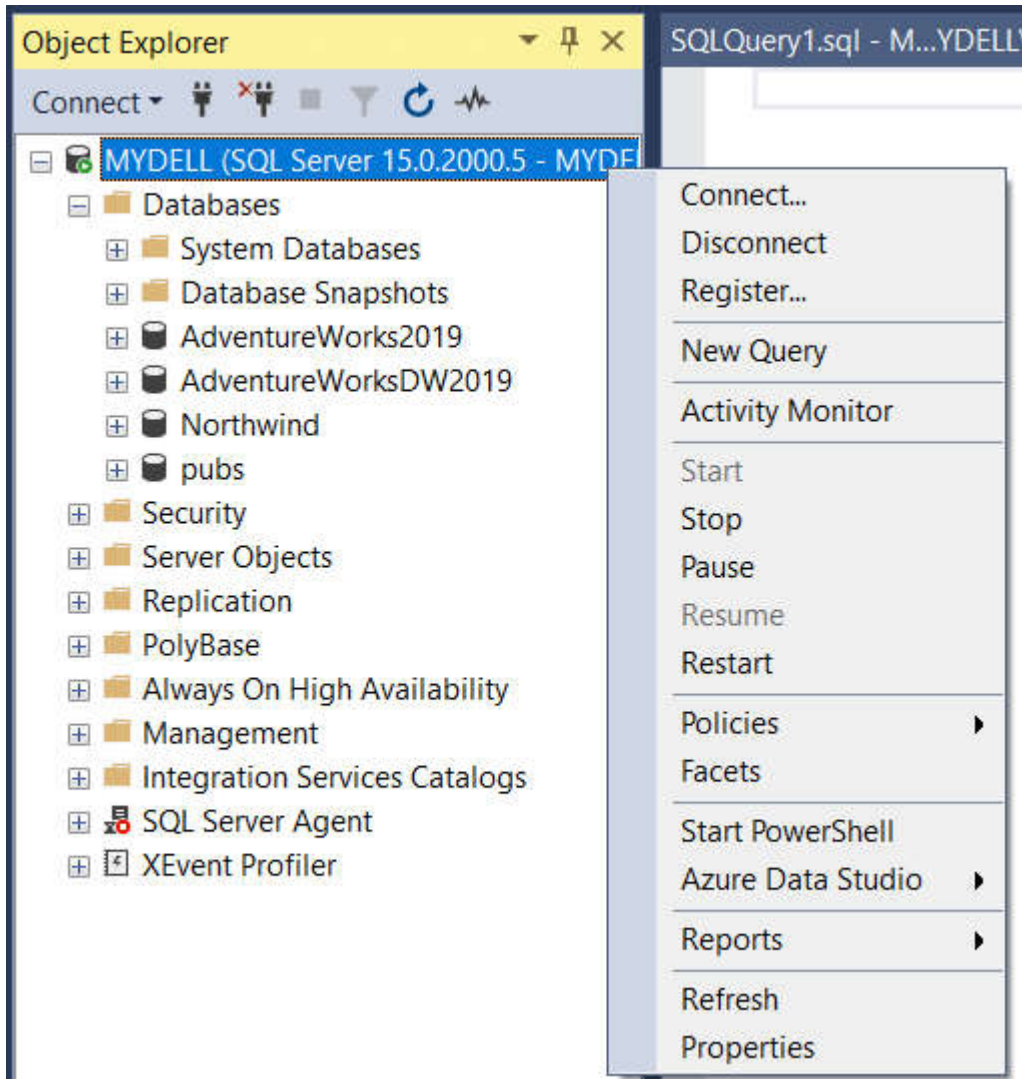 Object Explorer
Connect
MYDELL (SQL Server 15.0.2000.5 - MYDE
Databases
System Databases
Database Snapshots
AdventureWorks2019
AdventureWorksDW2019
Northwind
pubs
Security
Server Objects
Replication
PolyBase
Always On High Availability
Management
Integration Services Catalogs
SQL Server Agent
XEvent Profiler
SQLQuery1.sql - M...YDELL\
Connect...
Disconnect
Register...
New Query
Activity Monitor
Start
Stop
Pause
Resume
Restart
Policies
Facets
Start PowerShell
Azure Data Studio
Reports
Refresh
Properties